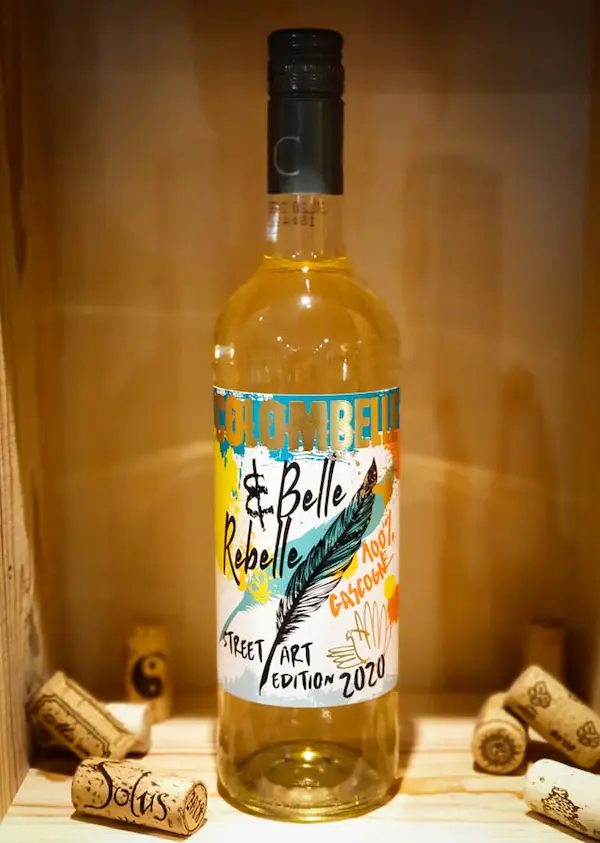 C
COLOMBELLE
& Belle
Rebelle
100%
GASCOGNE
STREET ART
EDITION 2020
Solus